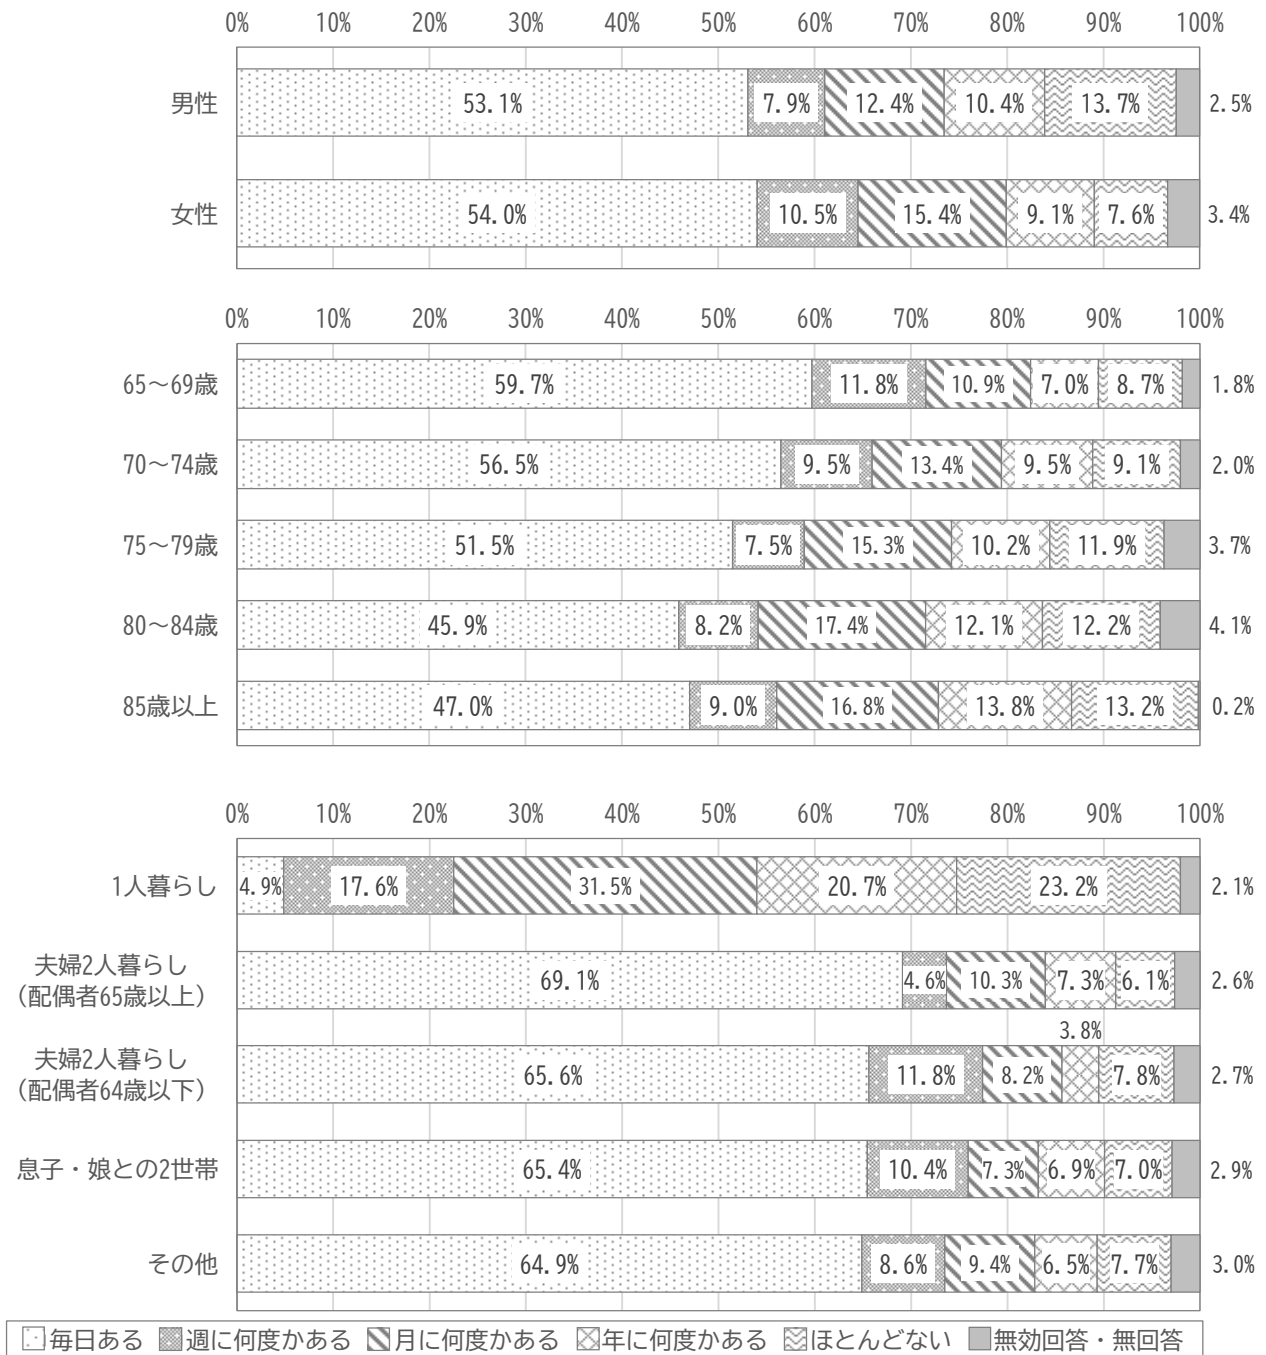 0% 10% 20% 30% 40% 50% 60% 70% 80% 90% 100%
男性 53.1% 7.9% 12.4% 10.4% 13.7% 2.5%
女性 54.0% 10.5% 15.4% 9.1% 7.6% 3.4%
0% 10% 20% 30% 40% 50% 60% 70% 80% 90% 100%
65～69歳 59.7% 11.8% 10.9% 7.0% 8.7% 1.8%
70～74歳 56.5% 9.5% 13.4% 9.5% 9.1% 2.0%
75～79歳 51.5% 7.5% 15.3% 10.2% 11.9% 3.7%
80～84歳 45.9% 8.2% 17.4% 12.1% 12.2% 4.1%
85歳以上 47.0% 9.0% 16.8% 13.8% 13.2% 0.2%
0% 10% 20% 30% 40% 50% 60% 70% 80% 90% 100%
1人暮らし 4.9% 17.6% 31.5% 20.7% 23.2% 2.1%
夫婦2人暮らし
（配偶者65歳以上） 69.1% 4.6% 10.3% 7.3% 6.1% 2.6%
3.8%
夫婦2人暮らし
（配偶者64歳以下） 65.6% 11.8% 8.2% 7.8% 2.7%
息子・娘との2世帯 65.4% 10.4% 7.3% 6.9% 7.0% 2.9%
その他 64.9% 8.6% 9.4% 6.5% 7.7% 3.0%
毎日ある 週に何度かある 月に何度かある 年に何度かある ほとんどない 無効回答・無回答